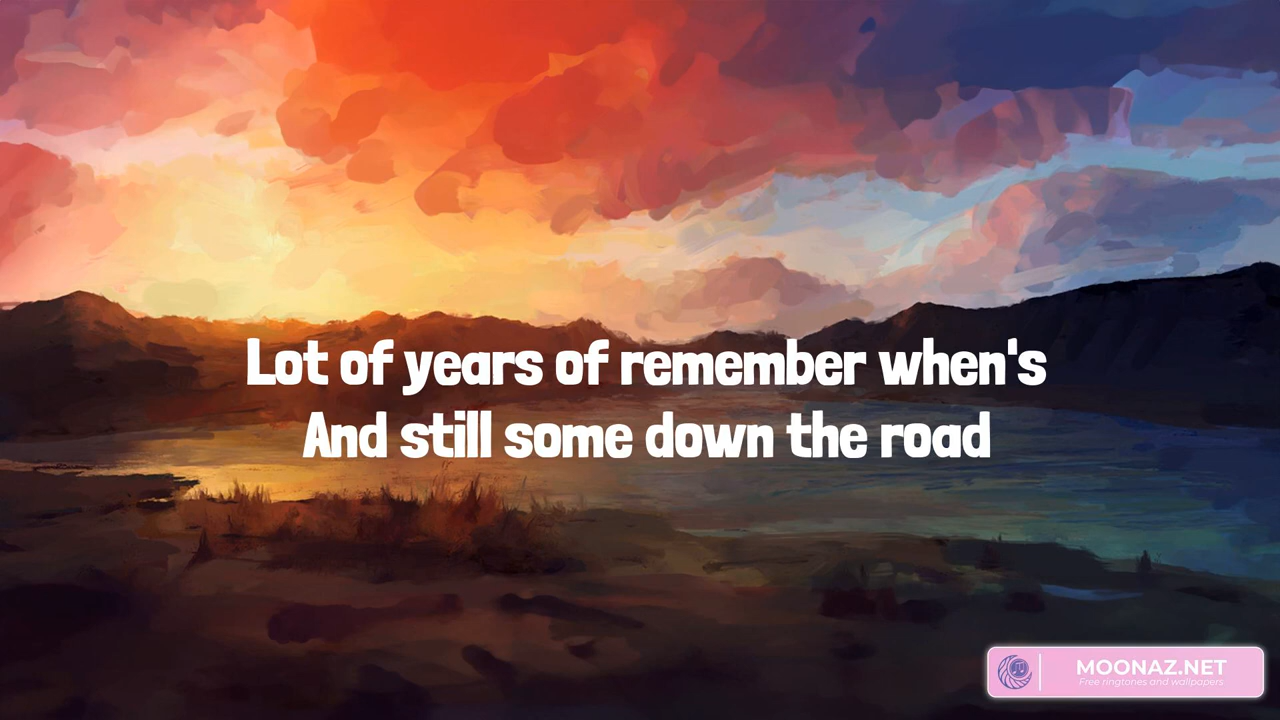 Lot of years of remember when's
And still some down the road
MOONAZ.NET
Free ringtones and wallpapers